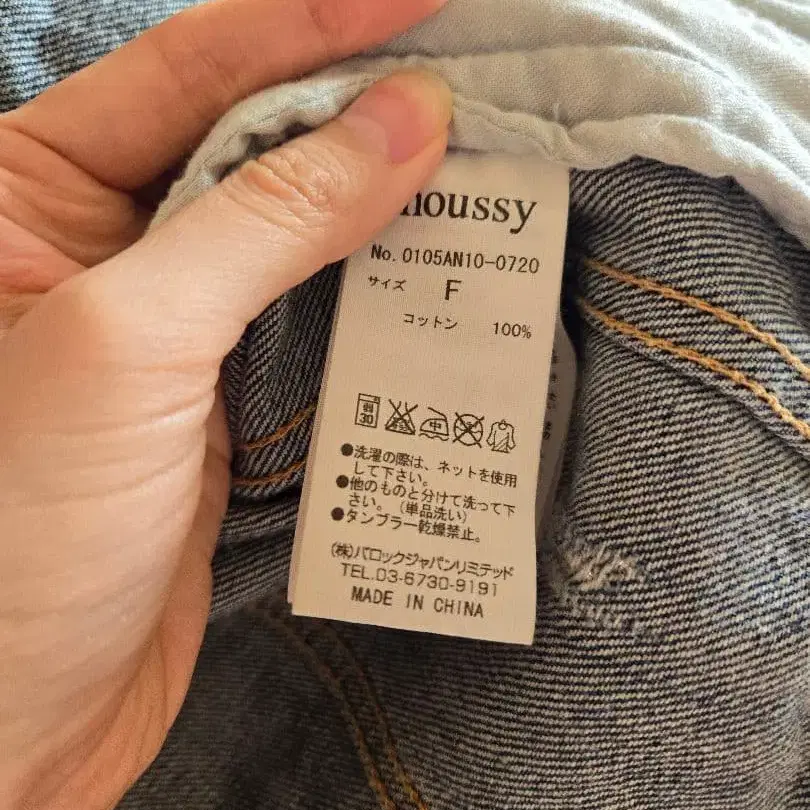 moussy
No. 0105AN10-0720
サイズ F
コットン 100%
弱
30
中
●洗濯の際は、ネットを使用
して下さい。
●他のものと分けて洗って下
さい。(単品洗い)
●タンブラー乾燥禁止。
(株)バロックジャパンリミテッド
TEL.03-6730-9191
MADE IN CHINA